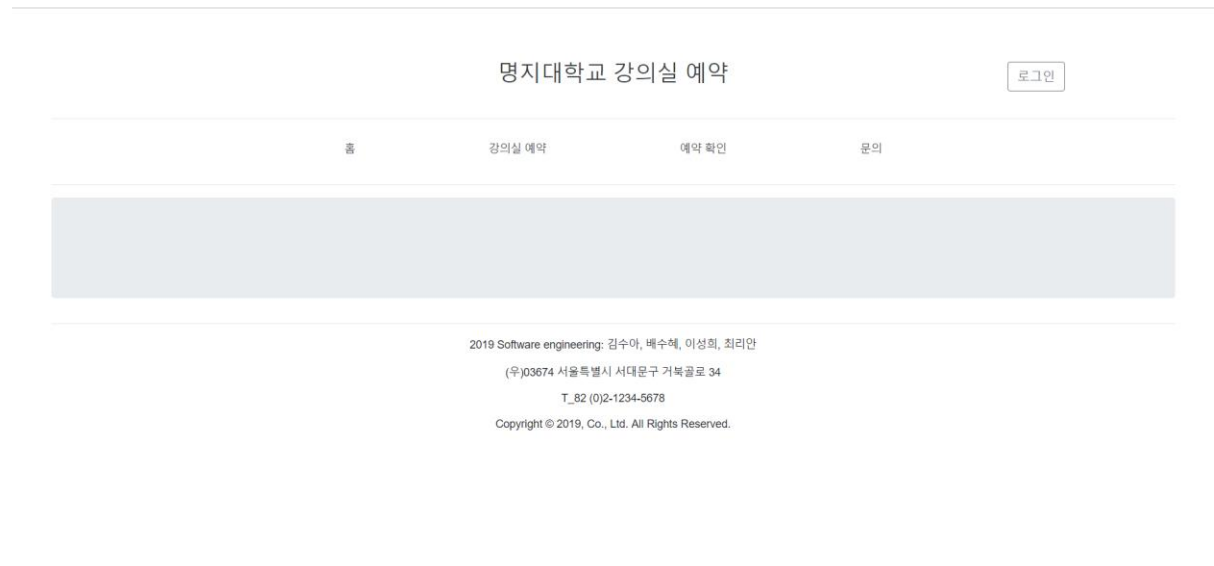 명지대학교 강의실 예약
로그인
홈 강의실 예약 예약 확인 문의
2019 Software engineering: 김수아, 배수혜, 이성희, 최리안
(우)03674 서울특별시 서대문구 거북골로 34
T_82 (0)2-1234-5678
Copyright © 2019, Co., Ltd. All Rights Reserved.